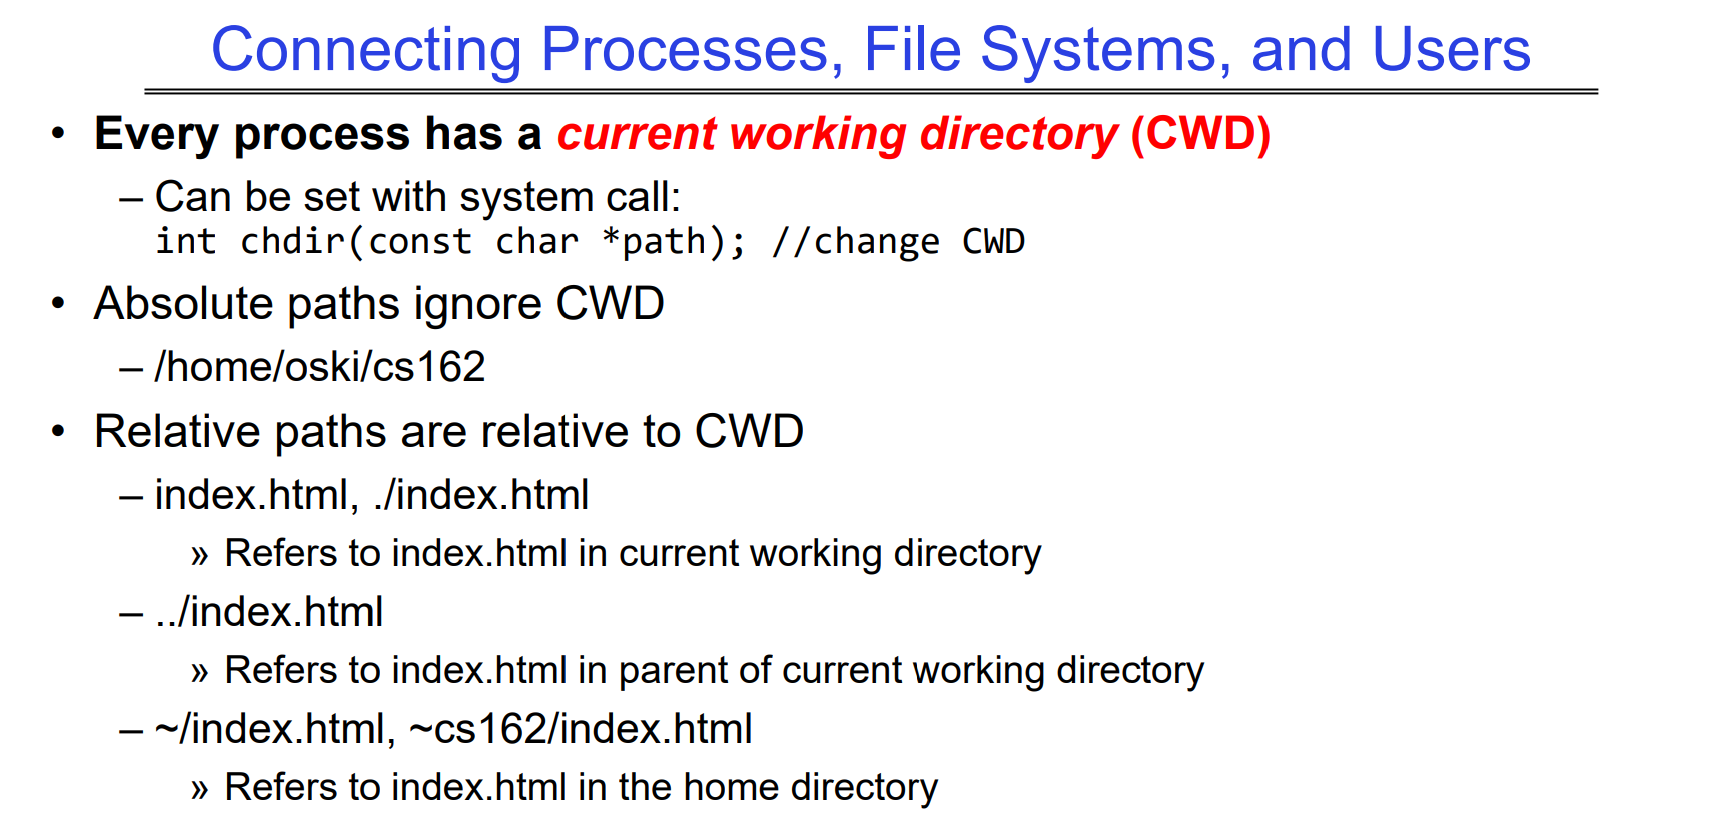 Connecting Processes, File Systems, and Users
• Every process has a current working directory (CWD)
– Can be set with system call:
int chdir(const char *path); //change CWD
• Absolute paths ignore CWD
– /home/oski/cs162
• Relative paths are relative to CWD
– index.html, ./index.html
» Refers to index.html in current working directory
– ../index.html
» Refers to index.html in parent of current working directory
– ~/index.html, ~cs162/index.html
» Refers to index.html in the home directory